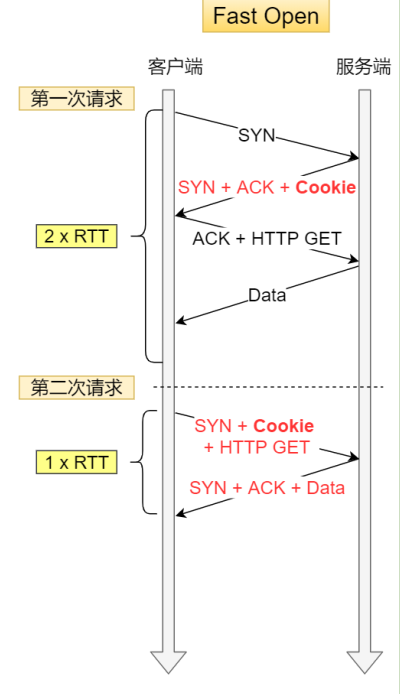 Fast Open
客户端
服务端
第一次请求
SYN
SYN + ACK + Cookie
2 x RTT
ACK + HTTP GET
Data
第二次请求
SYN + Cookie
+ HTTP GET
1 x RTT
SYN + ACK + Data